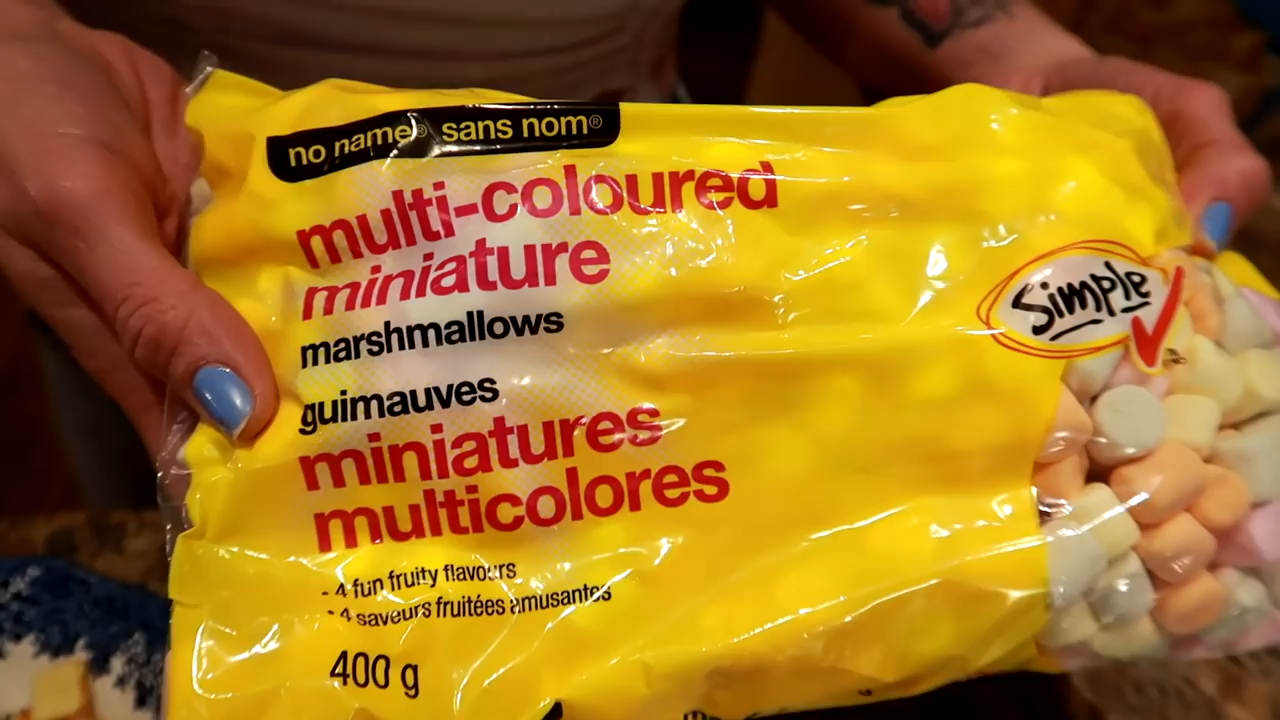 no name® sans nom®
multi-coloured
miniature
marshmallows
guimauves
miniatures
multicolores
- 4 fun fruity flavours
- 4 saveurs fruitées amusantes
400 g
Simple